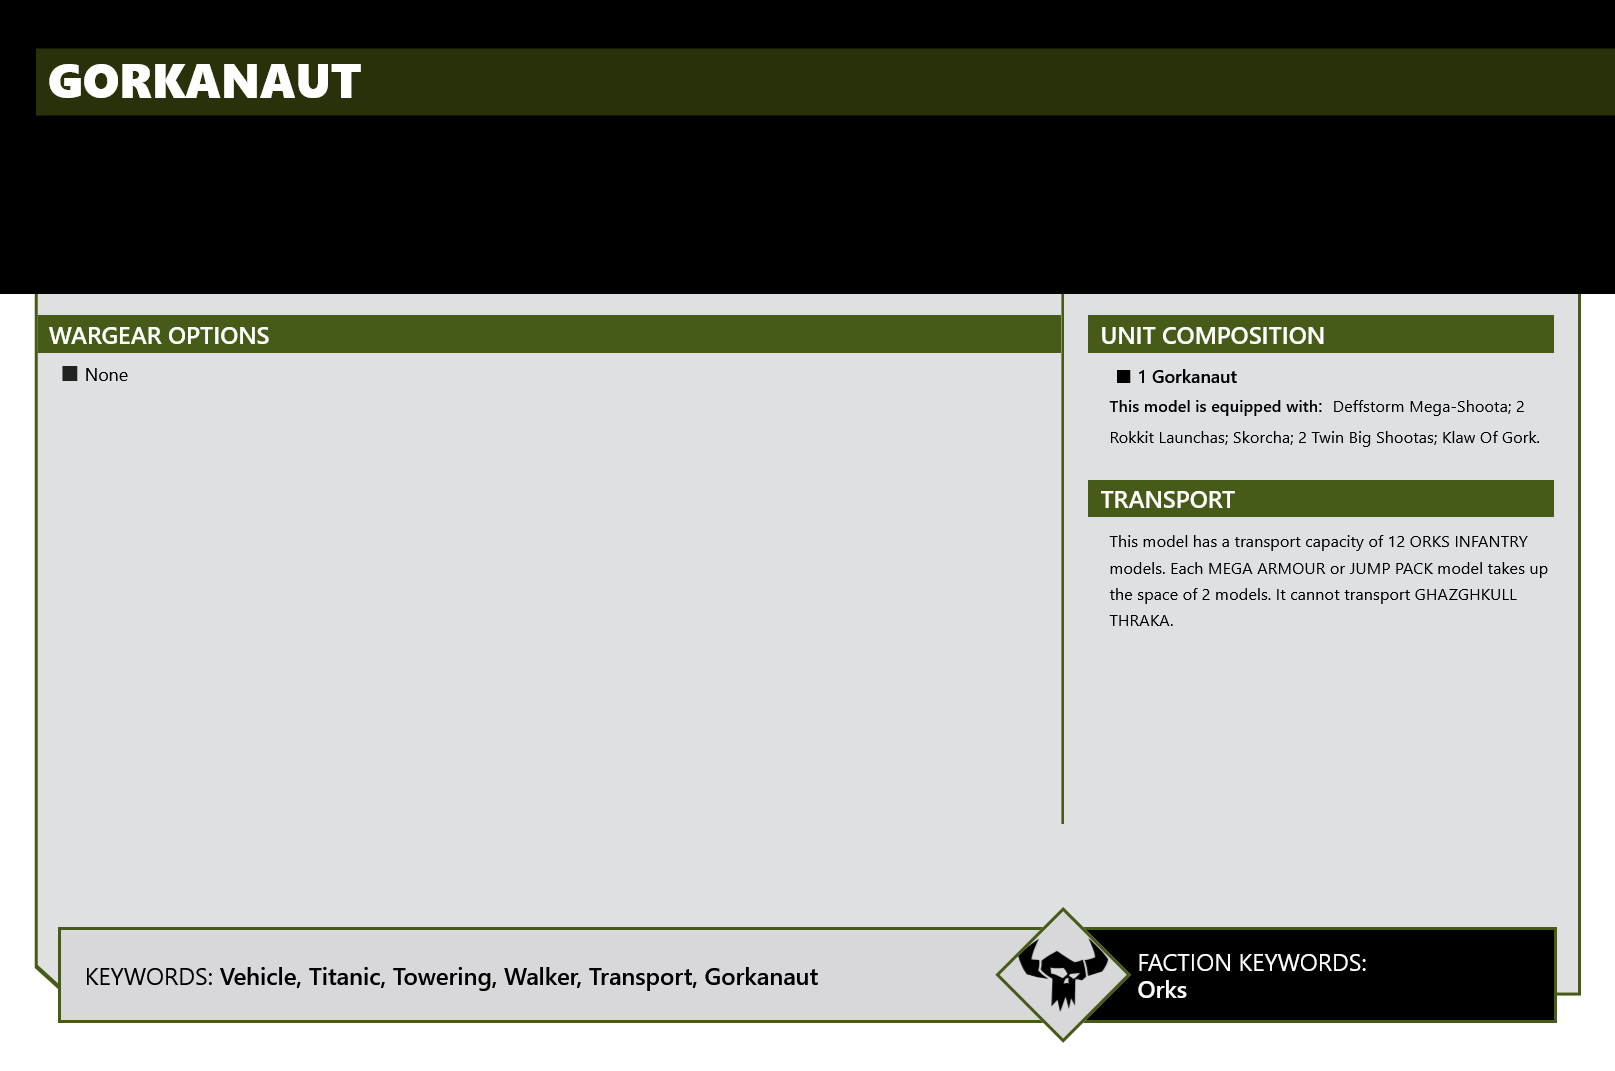 GORKANAUT
WARGEAR OPTIONS
None
UNIT COMPOSITION
1 Gorkanaut
This model is equipped with: Deffstorm Mega-Shoota; 2
Rokkit Launchas; Skorcha; 2 Twin Big Shootas; Klaw Of Gork.
TRANSPORT
This model has a transport capacity of 12 ORKS INFANTRY
models. Each MEGA ARMOUR or JUMP PACK model takes up
the space of 2 models. It cannot transport GHAZGHKULL
THRAKA.
KEYWORDS: Vehicle, Titanic, Towering, Walker, Transport, Gorkanaut
FACTION KEYWORDS:
Orks